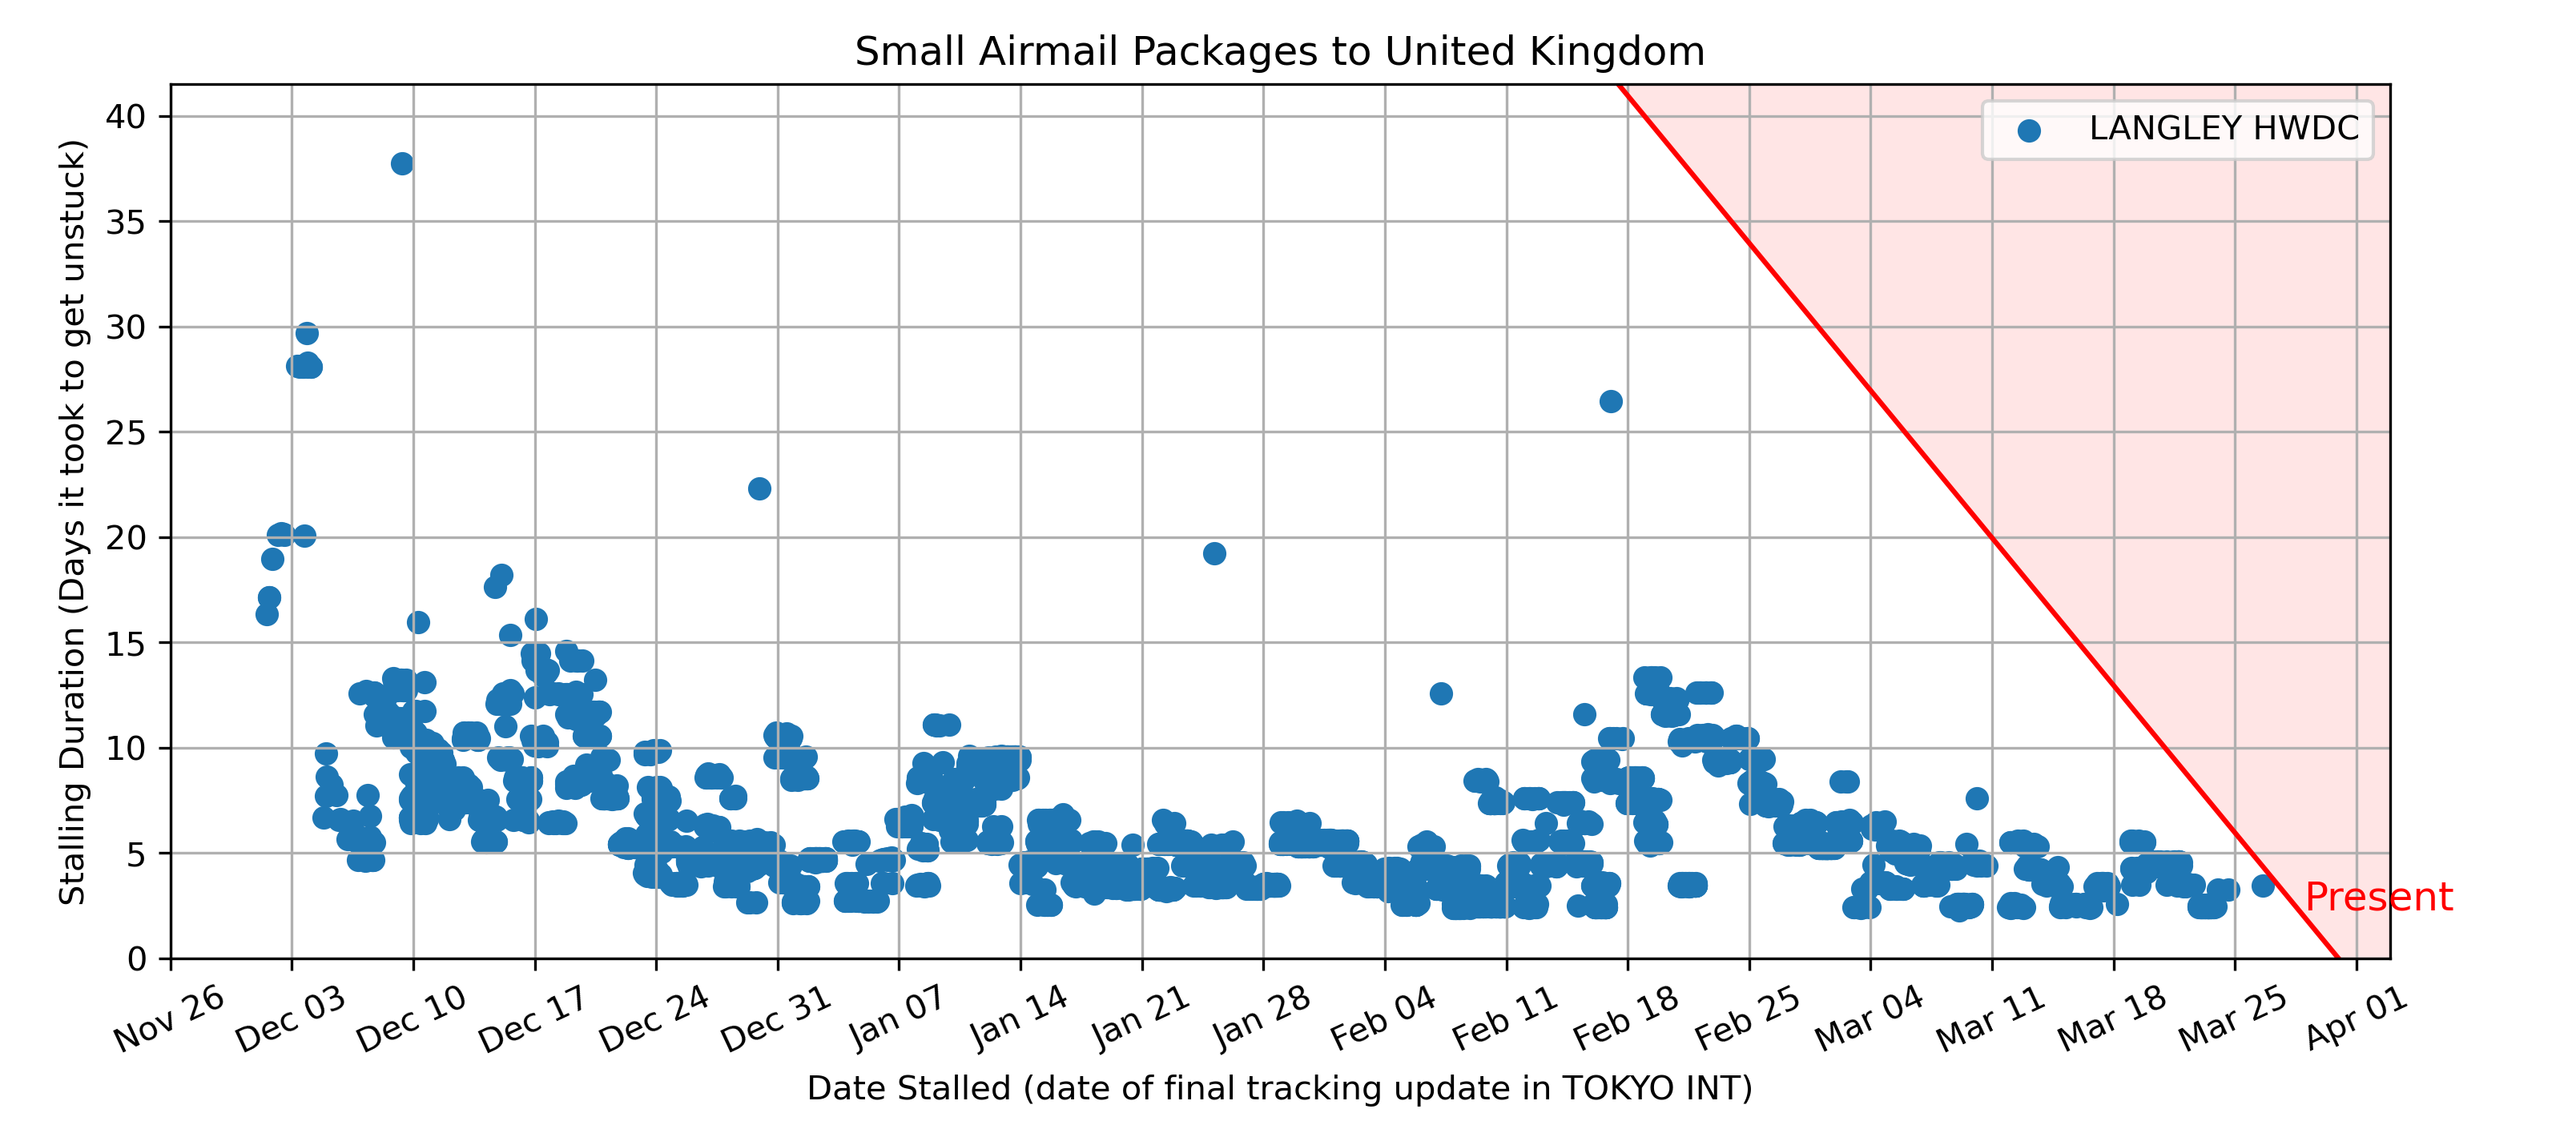 Small Airmail Packages to United Kingdom
40
35
30
25
20
15
10
5
0
Stalling Duration (Days it took to get unstuck)
LANGLEY HWDC
Present
Nov 26
Dec 03
Dec 10
Dec 17
Dec 24
Dec 31
Jan 07
Jan 14
Jan 21
Jan 28
Feb 04
Feb 11
Feb 18
Feb 25
Mar 04
Mar 11
Mar 18
Mar 25
Apr 01
Date Stalled (date of final tracking update in TOKYO INT)